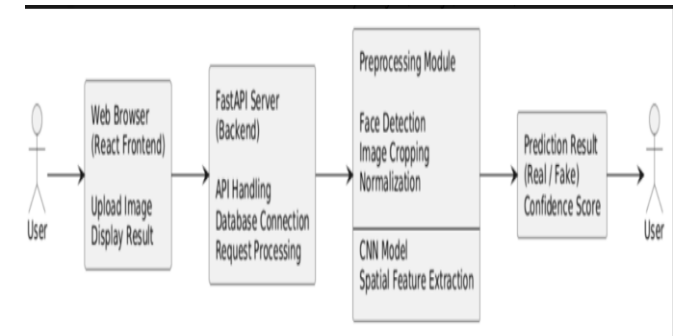 User
Web Browser
(React Frontend)
Upload Image
Display Result
FastAPI Server
(Backend)
API Handling
Database Connection
Request Processing
Preprocessing Module
Face Detection
Image Cropping
Normalization
CNN Model
Spatial Feature Extraction
Prediction Result
(Real / Fake)
Confidence Score
User